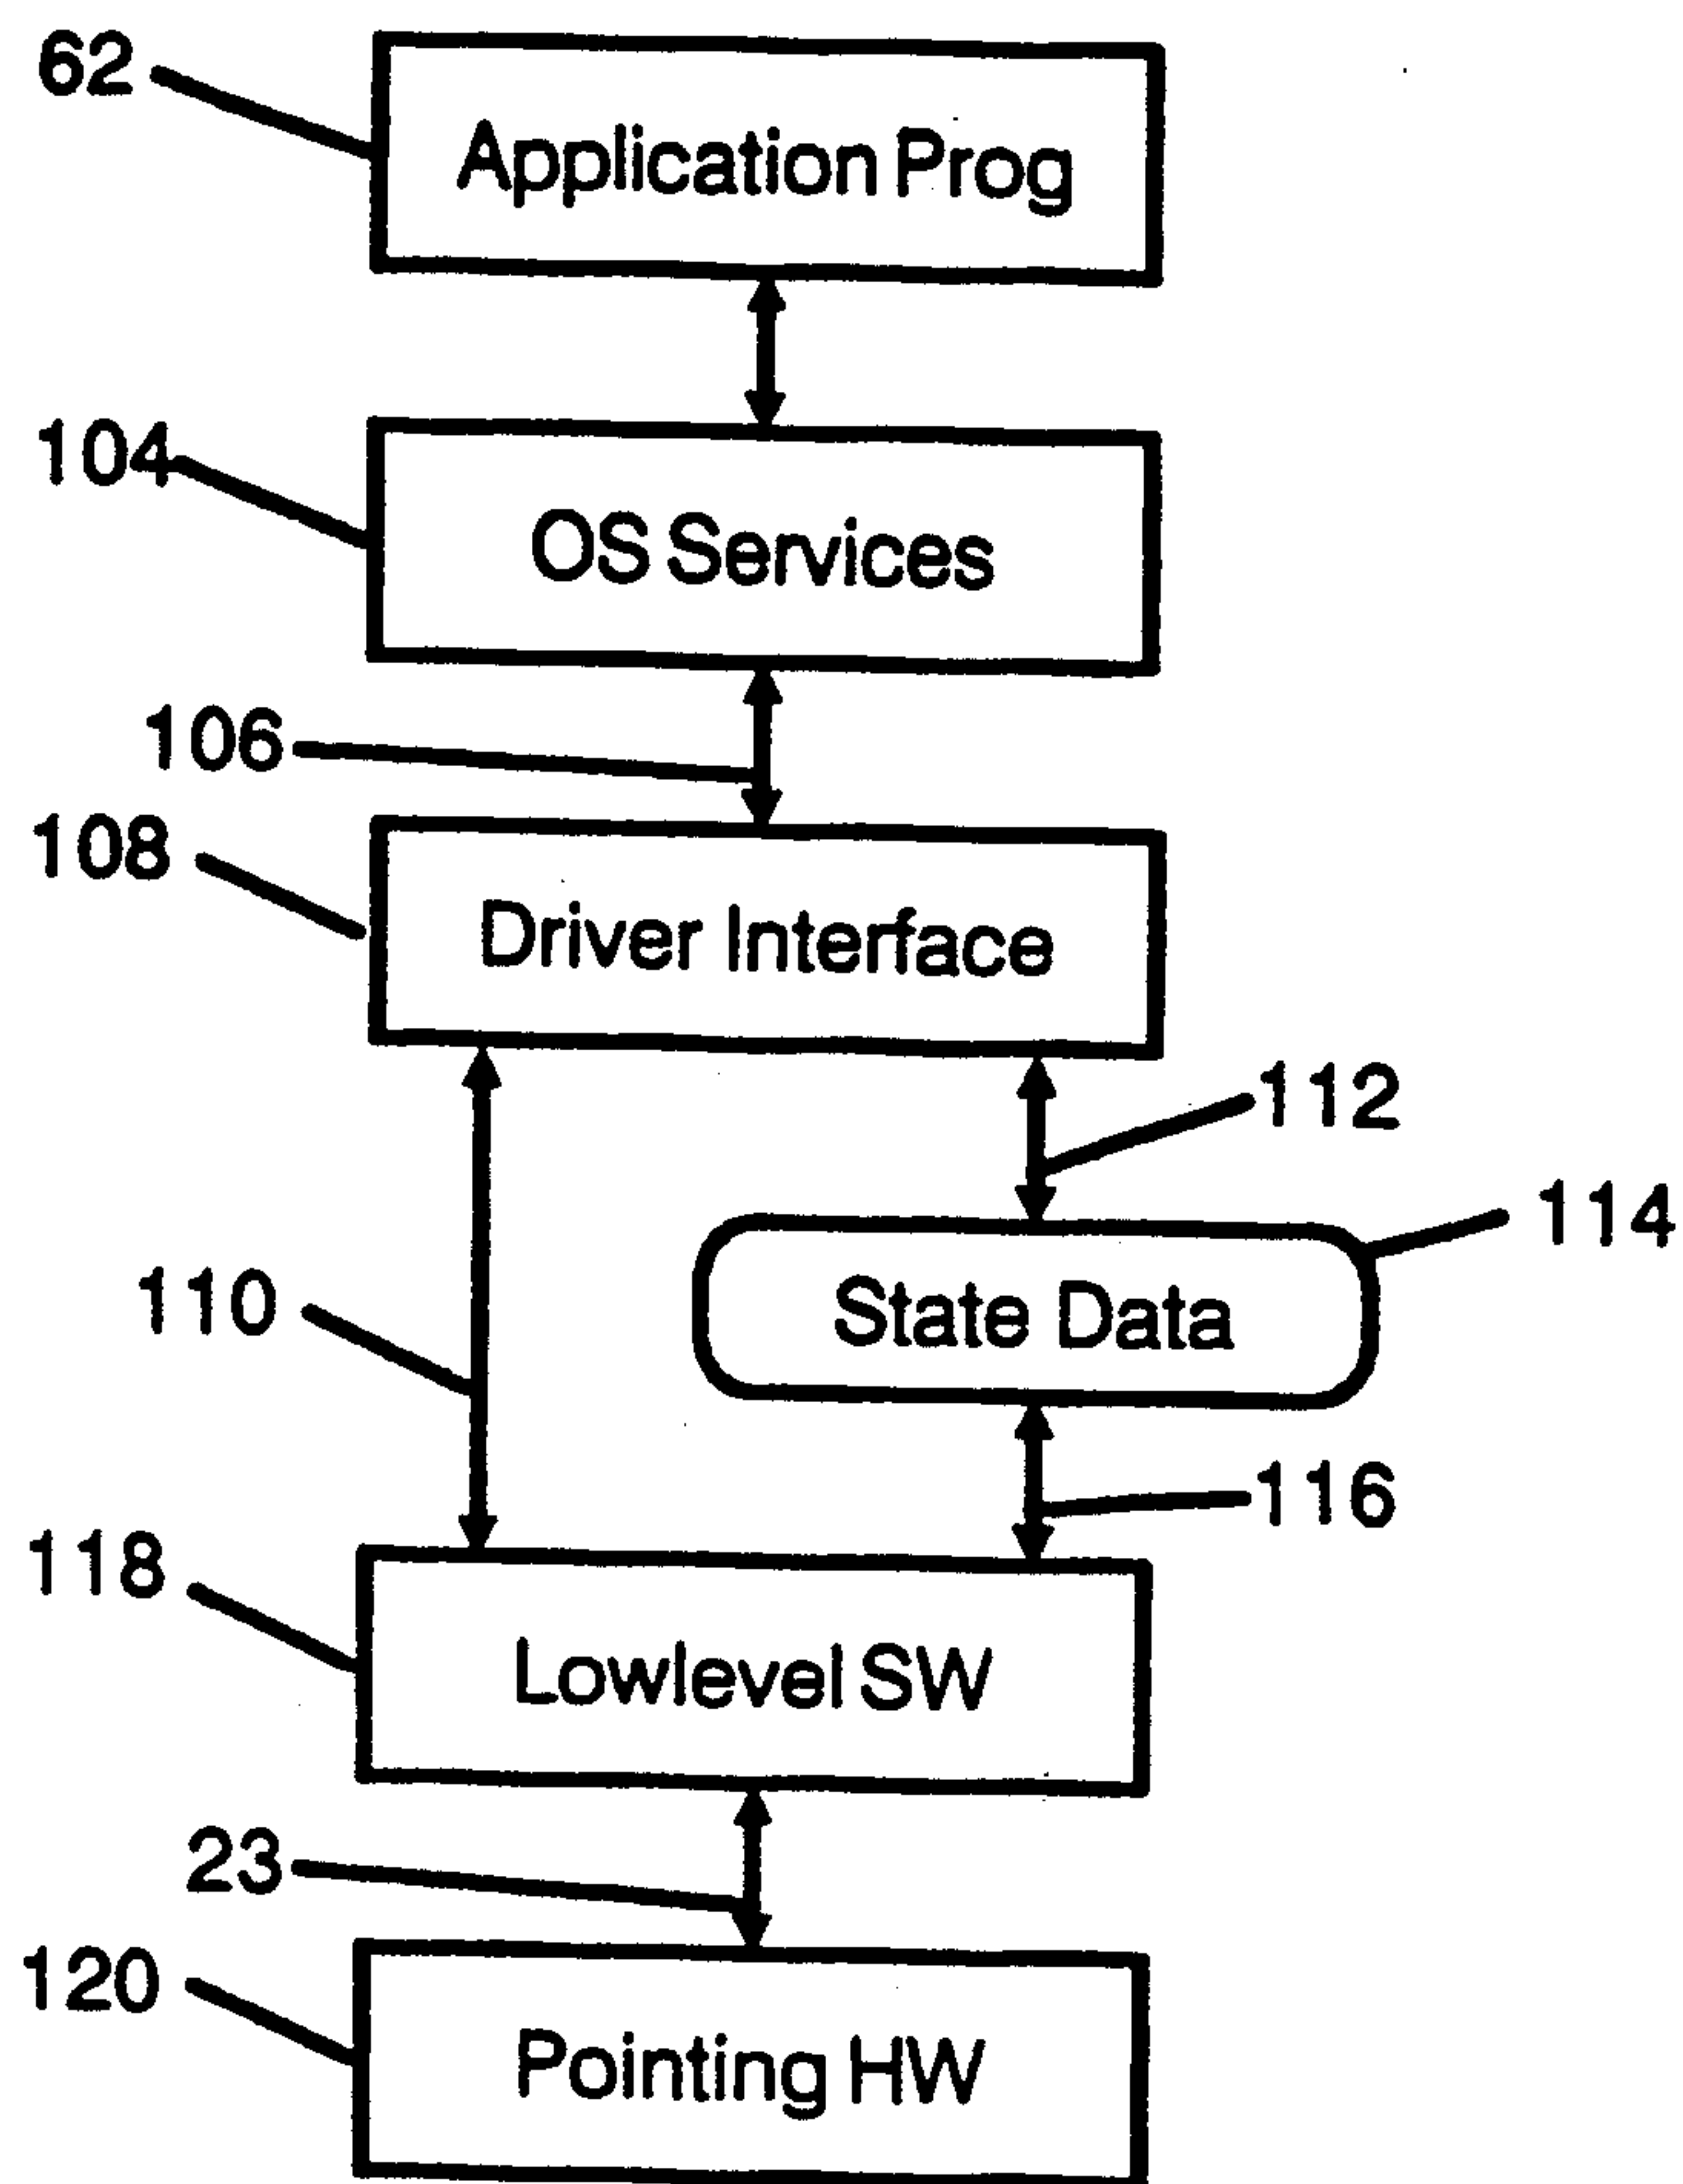 62
Application Prog
104
OS Services
106
108
Driver Interface
112
114
State Data
110
116
118
Lowlevel SW
23
120
Pointing HW